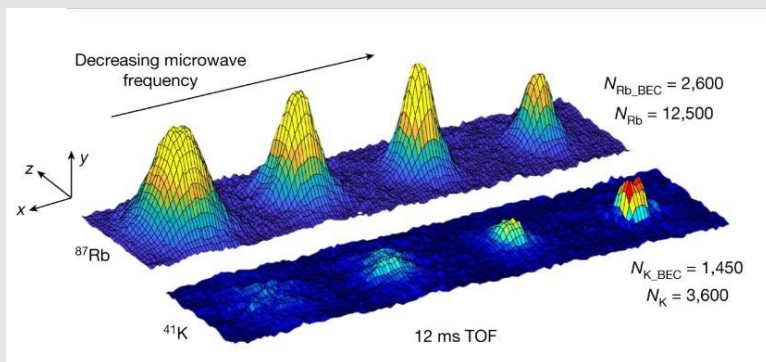 Decreasing microwave
frequency
N_Rb_BEC = 2,600
N_Rb = 12,500
y
z
x
⁸⁷Rb
N_K_BEC = 1,450
N_K = 3,600
⁴¹K
12 ms TOF